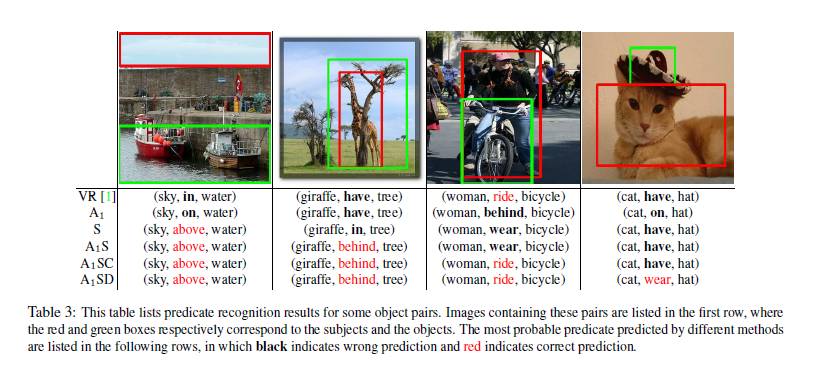 VR [1] (sky, in, water) (giraffe, have, tree) (woman, ride, bicycle) (cat, have, hat)
A1 (sky, on, water) (giraffe, have, tree) (woman, behind, bicycle) (cat, on, hat)
S (sky, above, water) (giraffe, in, tree) (woman, wear, bicycle) (cat, have, hat)
A1S (sky, above, water) (giraffe, behind, tree) (woman, wear, bicycle) (cat, have, hat)
A1SC (sky, above, water) (giraffe, behind, tree) (woman, ride, bicycle) (cat, have, hat)
A1SD (sky, above, water) (giraffe, behind, tree) (woman, ride, bicycle) (cat, wear, hat)
Table 3: This table lists predicate recognition results for some object pairs. Images containing these pairs are listed in the first row, where
the red and green boxes respectively correspond to the subjects and the objects. The most probable predicate predicted by different methods
are listed in the following rows, in which black indicates wrong prediction and red indicates correct prediction.